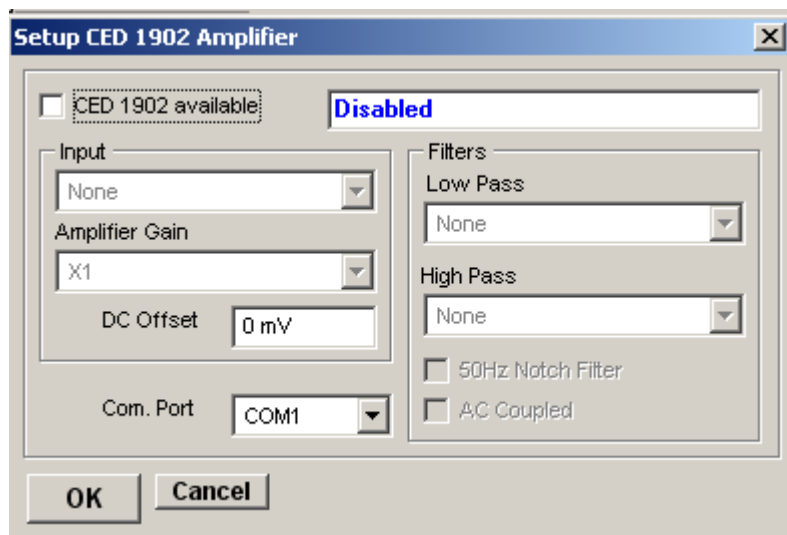 Setup CED 1902 Amplifier
CED 1902 available
Disabled
Input
None
Amplifier Gain
X1
DC Offset
0 mV
Com. Port
COM1
Filters
Low Pass
None
High Pass
None
50Hz Notch Filter
AC Coupled
OK
Cancel